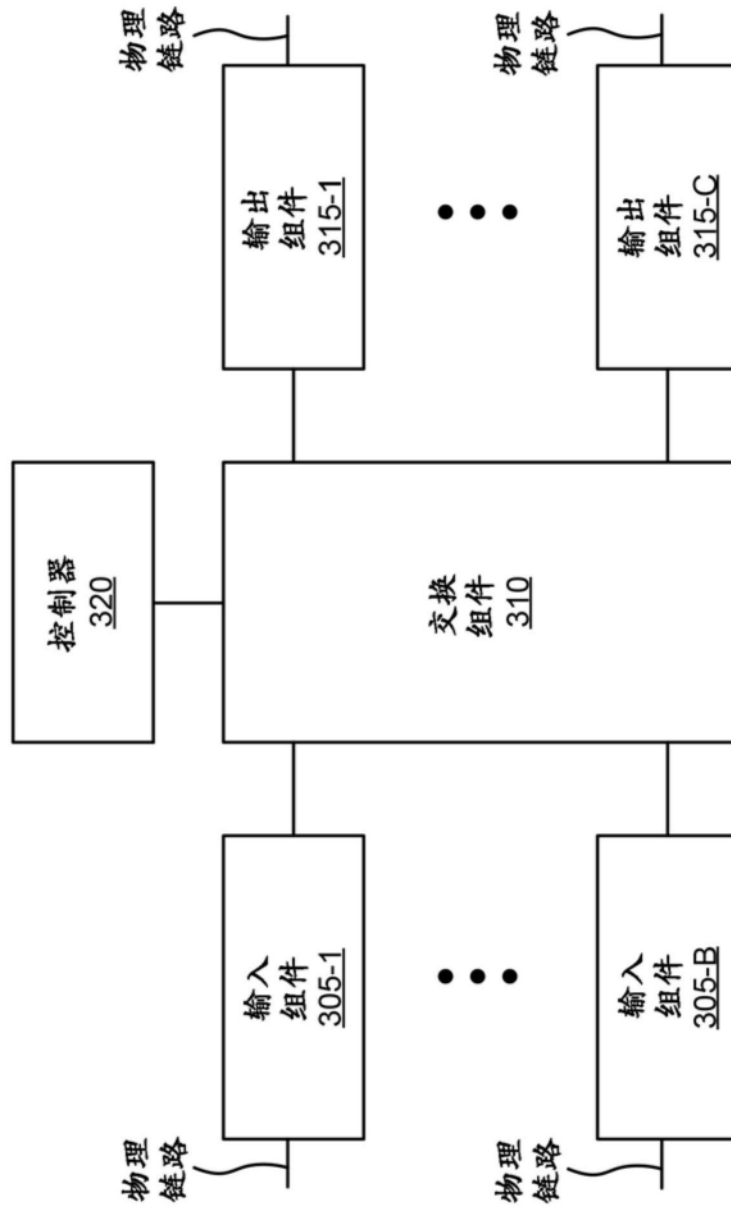 控制器
320
物理
链路
物理
链路
输入
组件
305-1
输出
组件
315-1
交换
组件
310
物理
链路
物理
链路
输入
组件
305-B
输出
组件
315-C